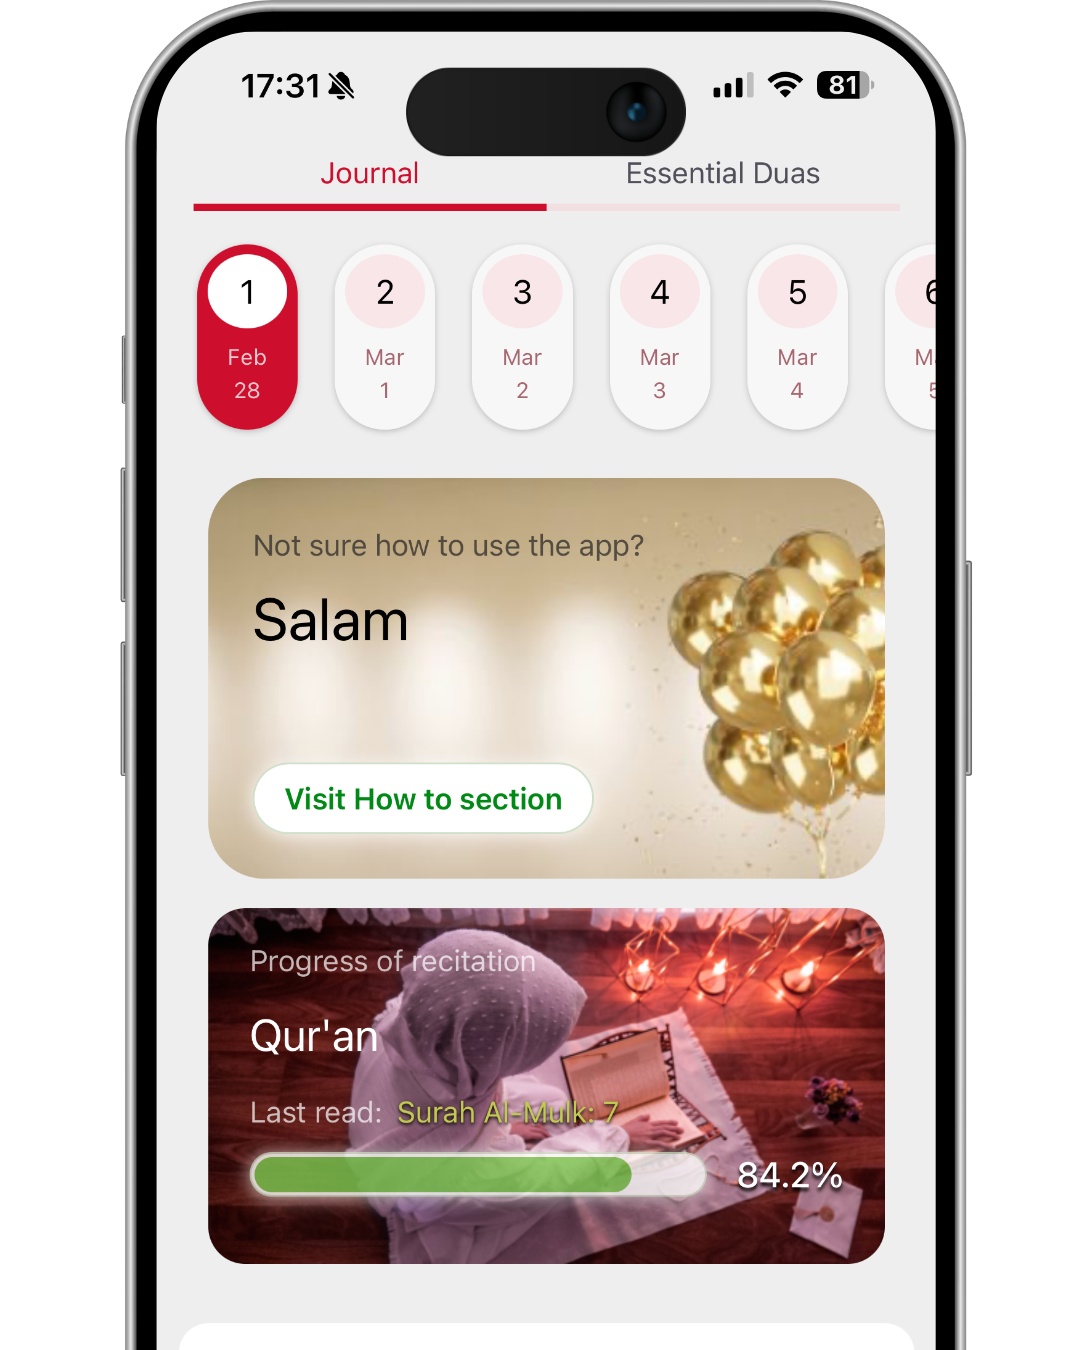 17:31
81
Journal
Essential Duas
1
Feb
28
2
Mar
1
3
Mar
2
4
Mar
3
5
Mar
4
6
5
Not sure how to use the app?
Salam
Visit How to section
Progress of recitation
Qur'an
Last read: Surah Al-Mulk: 7
84.2%